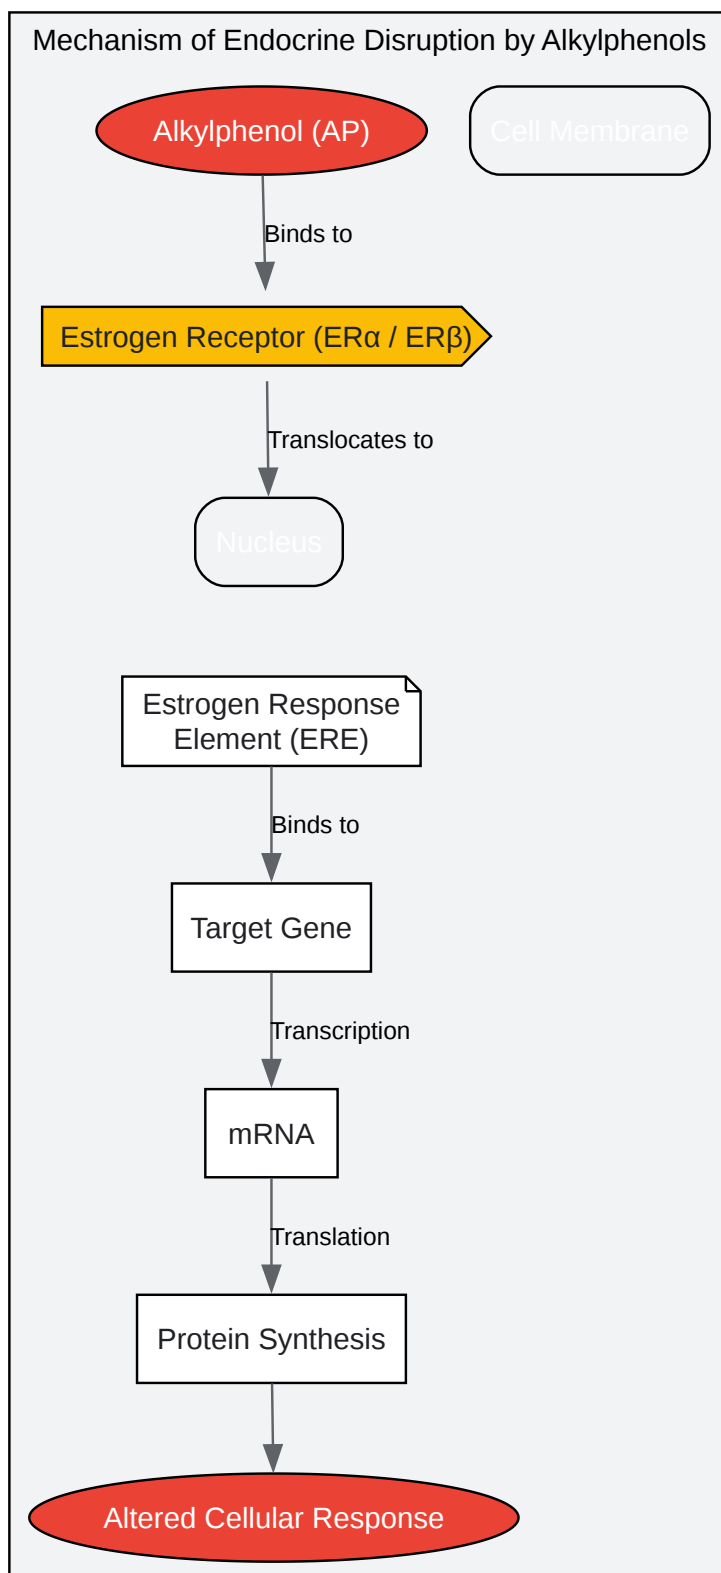 Mechanism of Endocrine Disruption by Alkylphenols
Alkylphenol (AP)
Cell Membrane
Binds to
Estrogen Receptor (ERα / ERβ)
Translocates to
Nucleus
Estrogen Response
Element (ERE)
Binds to
Target Gene
Transcription
mRNA
Translation
Protein Synthesis
Altered Cellular Response